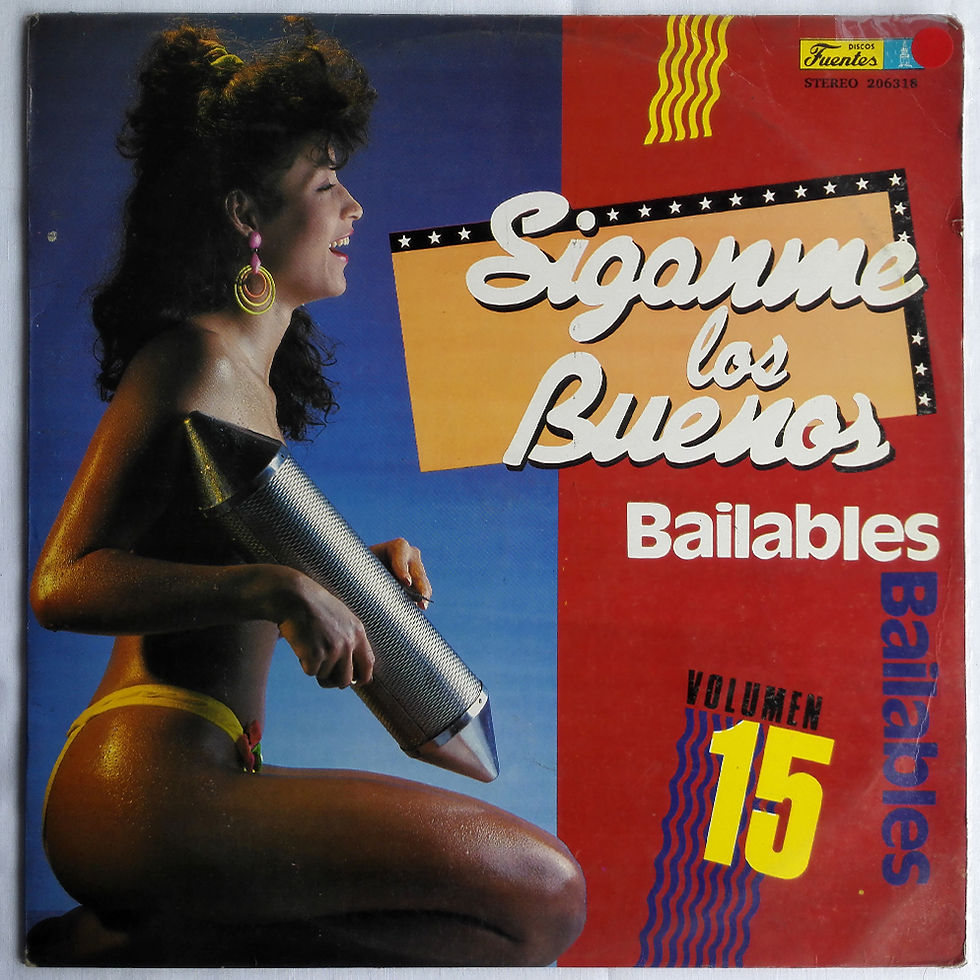 DISCOS
Fuentes
STEREO 206318
Siganme
los
Buenos
Bailables
Bailables
VOLUMEN
15